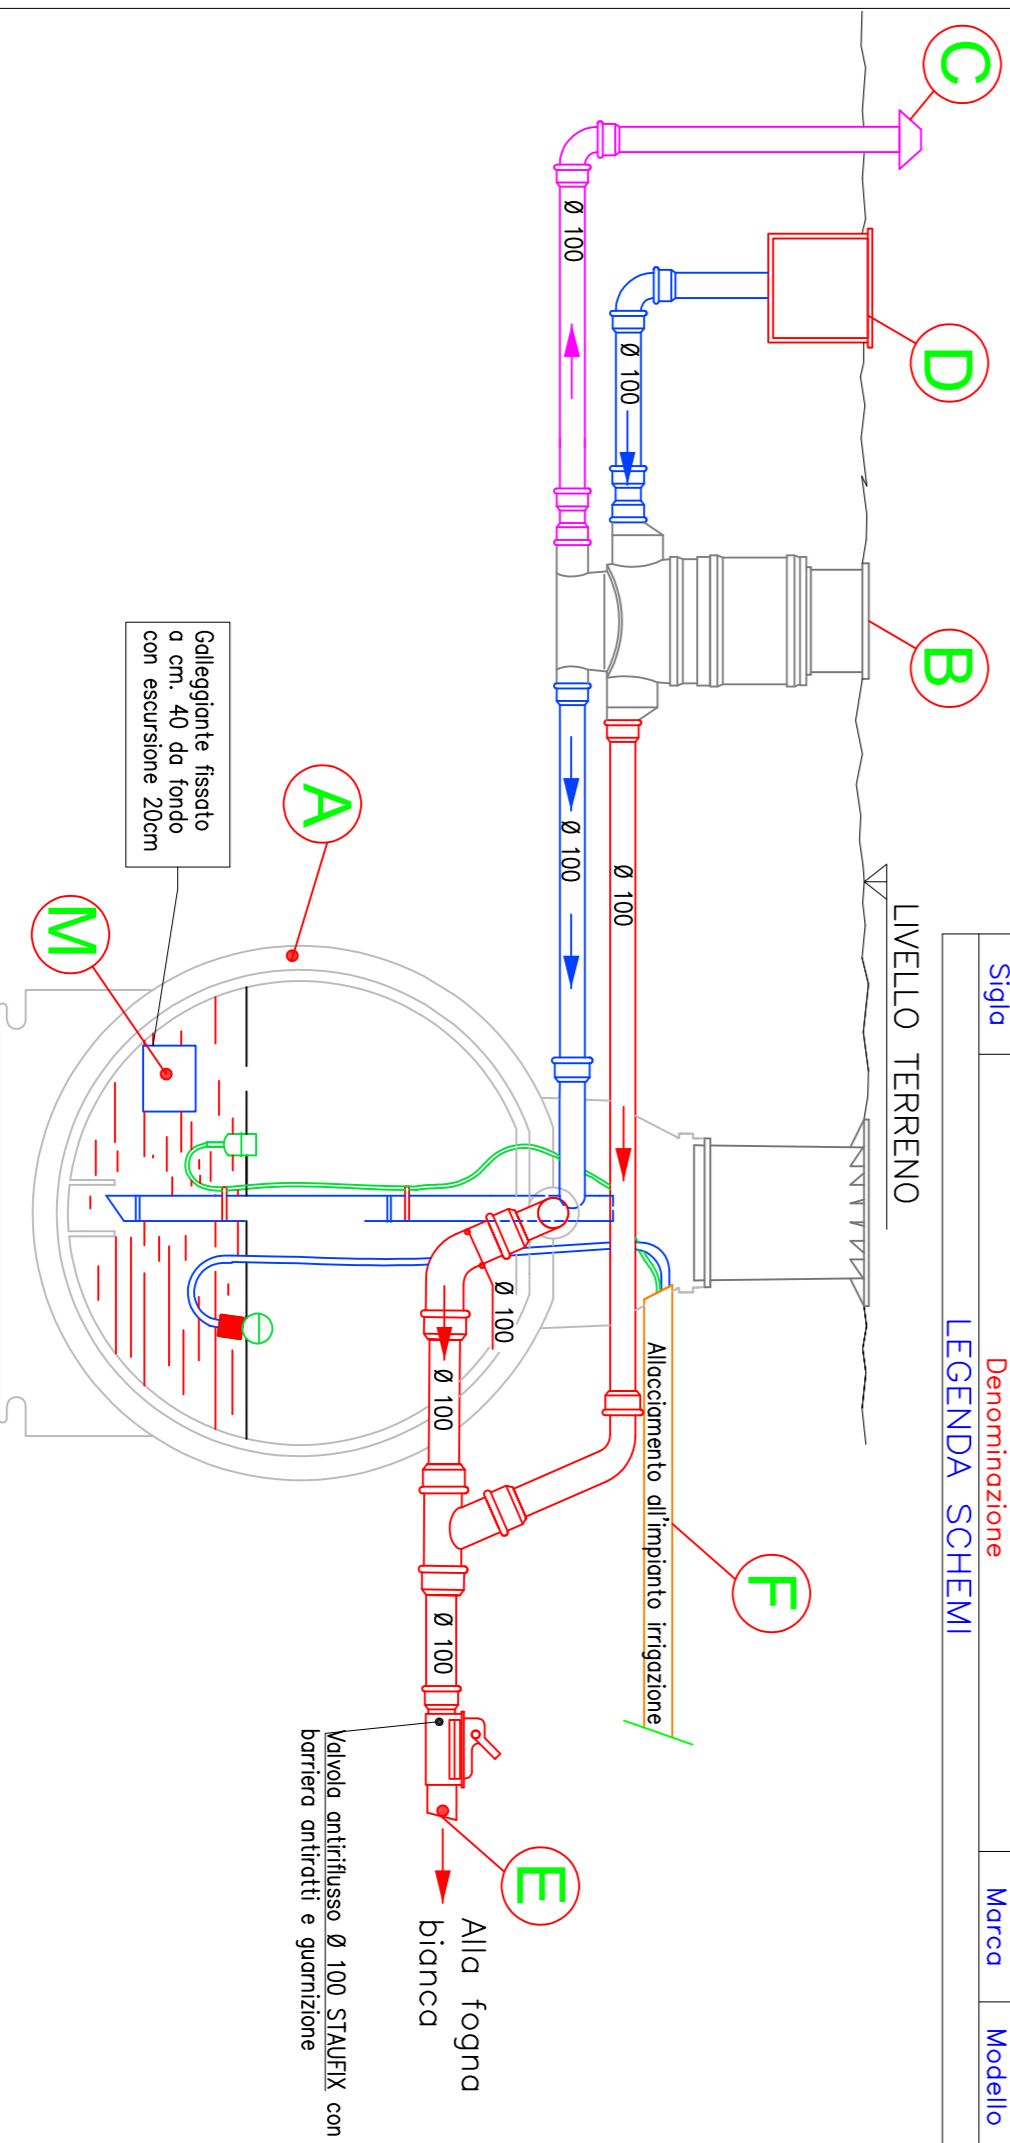 LEGENDA SCHEMI
Sigla
Denominazione
Marca
Modello
LIVELLO TERRENO
C
D
B
F
Ø 100
Ø 100
Ø 100
Ø 100
Allacciamento all'impianto irrigazione
Ø 100
Ø 100
Ø 100
E
Alla fogna
bianca
Valvola antiriflusso Ø 100 STAUFIX con
barriera antiratti e guarnizione
A
M
Galleggiante fissato
a cm. 40 da fondo
con escursione 20cm